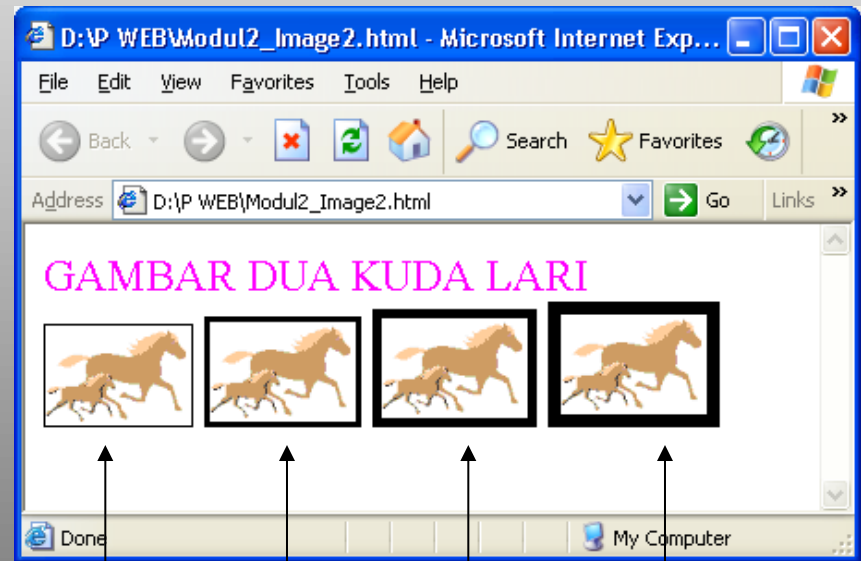 D:\P WEB\Modul2_Image2.html - Microsoft Internet Exp...
File Edit View Favorites Tools Help
Back Search Favorites »
Address D:\P WEB\Modul2_Image2.html Go Links »
GAMBAR DUA KUDA LARI
Done My Computer